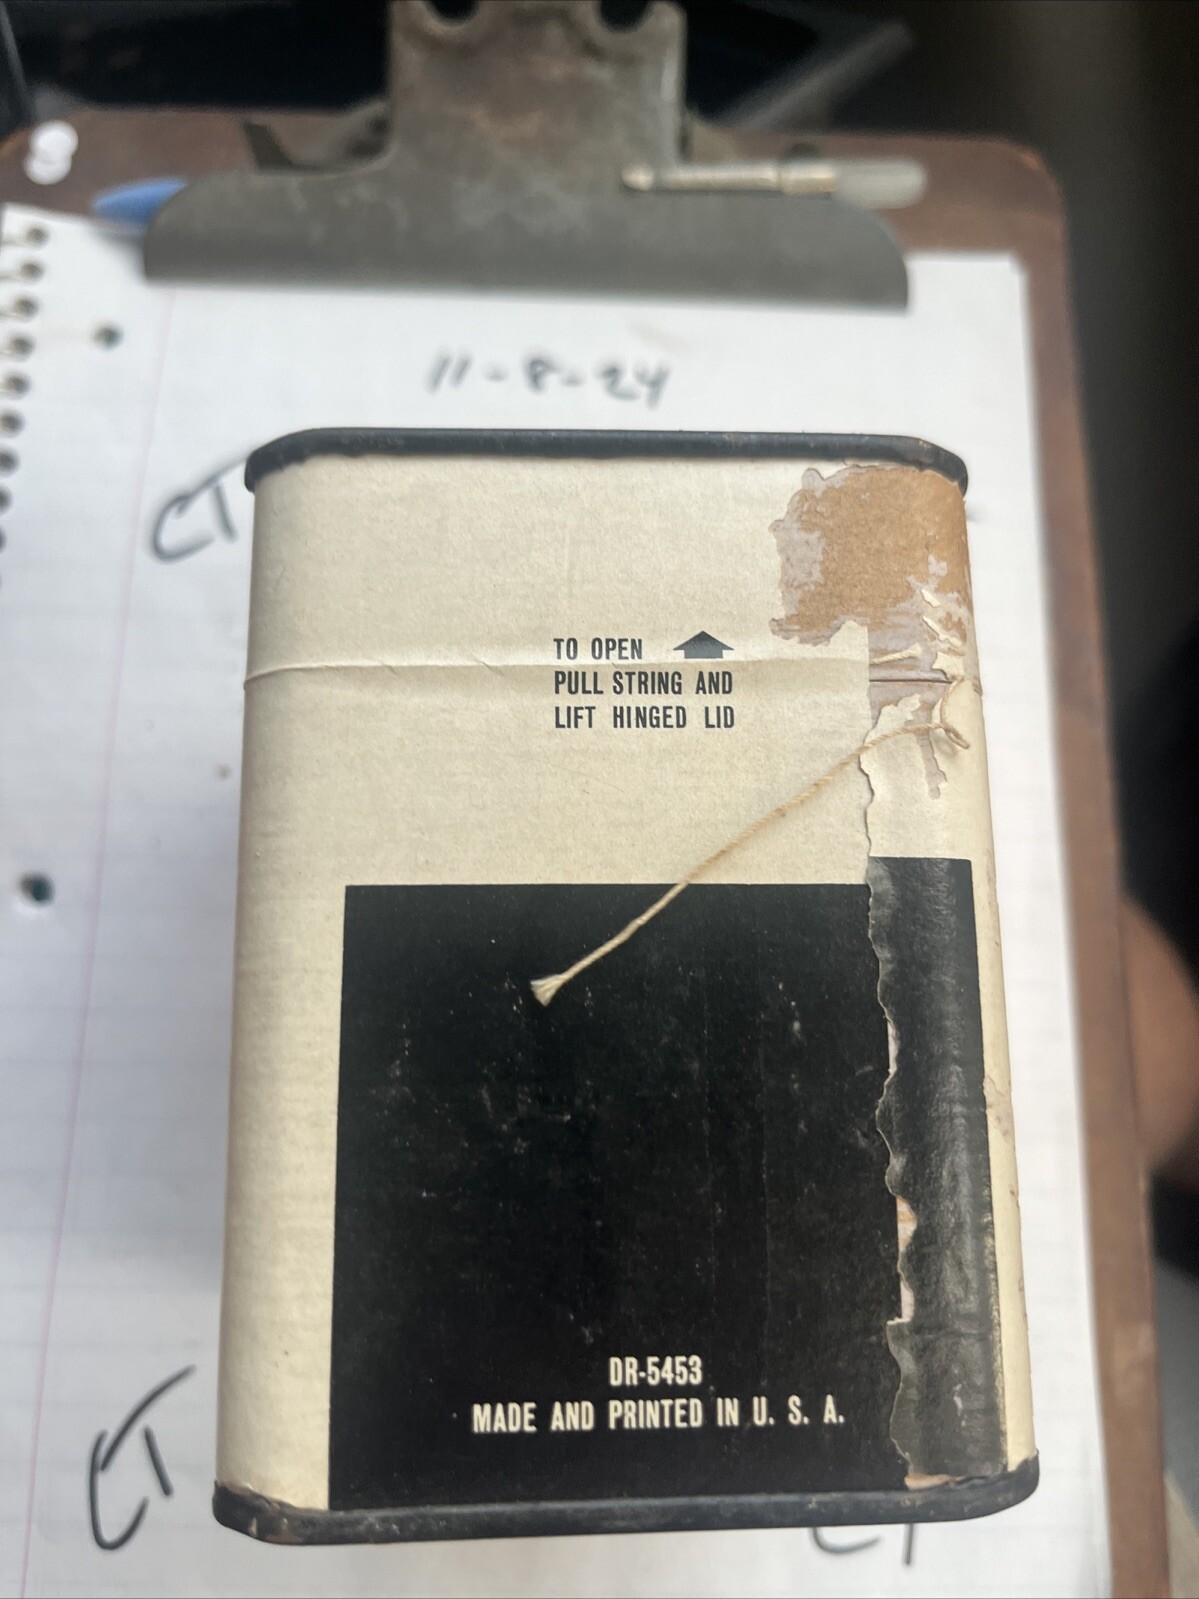 11-8-24
CT
TO OPEN
PULL STRING AND
LIFT HINGED LID
DR-5453
MADE AND PRINTED IN U. S. A.
CT
CT